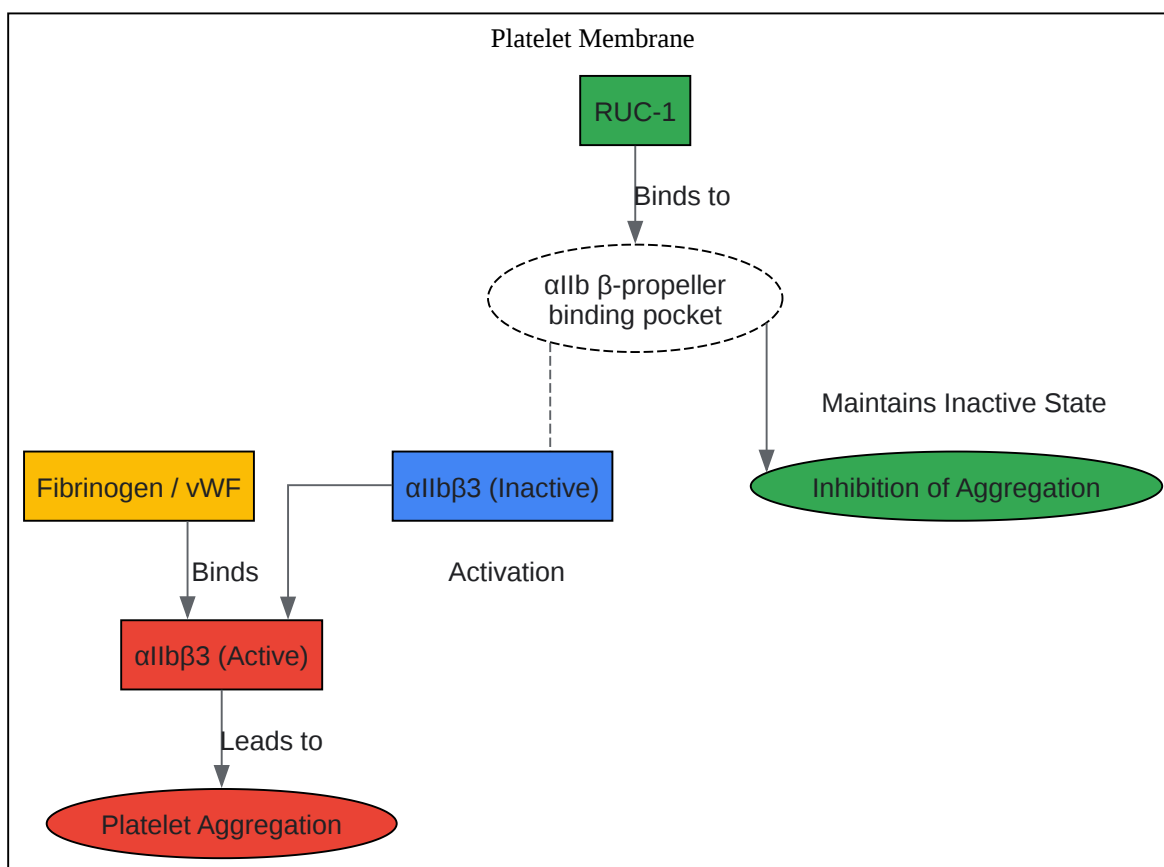 Platelet Membrane
RUC-1
Binds to
αIIb β-propeller
binding pocket
Maintains Inactive State
Fibrinogen / vWF
αIIbβ3 (Inactive)
Inhibition of Aggregation
Binds
Activation
αIIbβ3 (Active)
Leads to
Platelet Aggregation